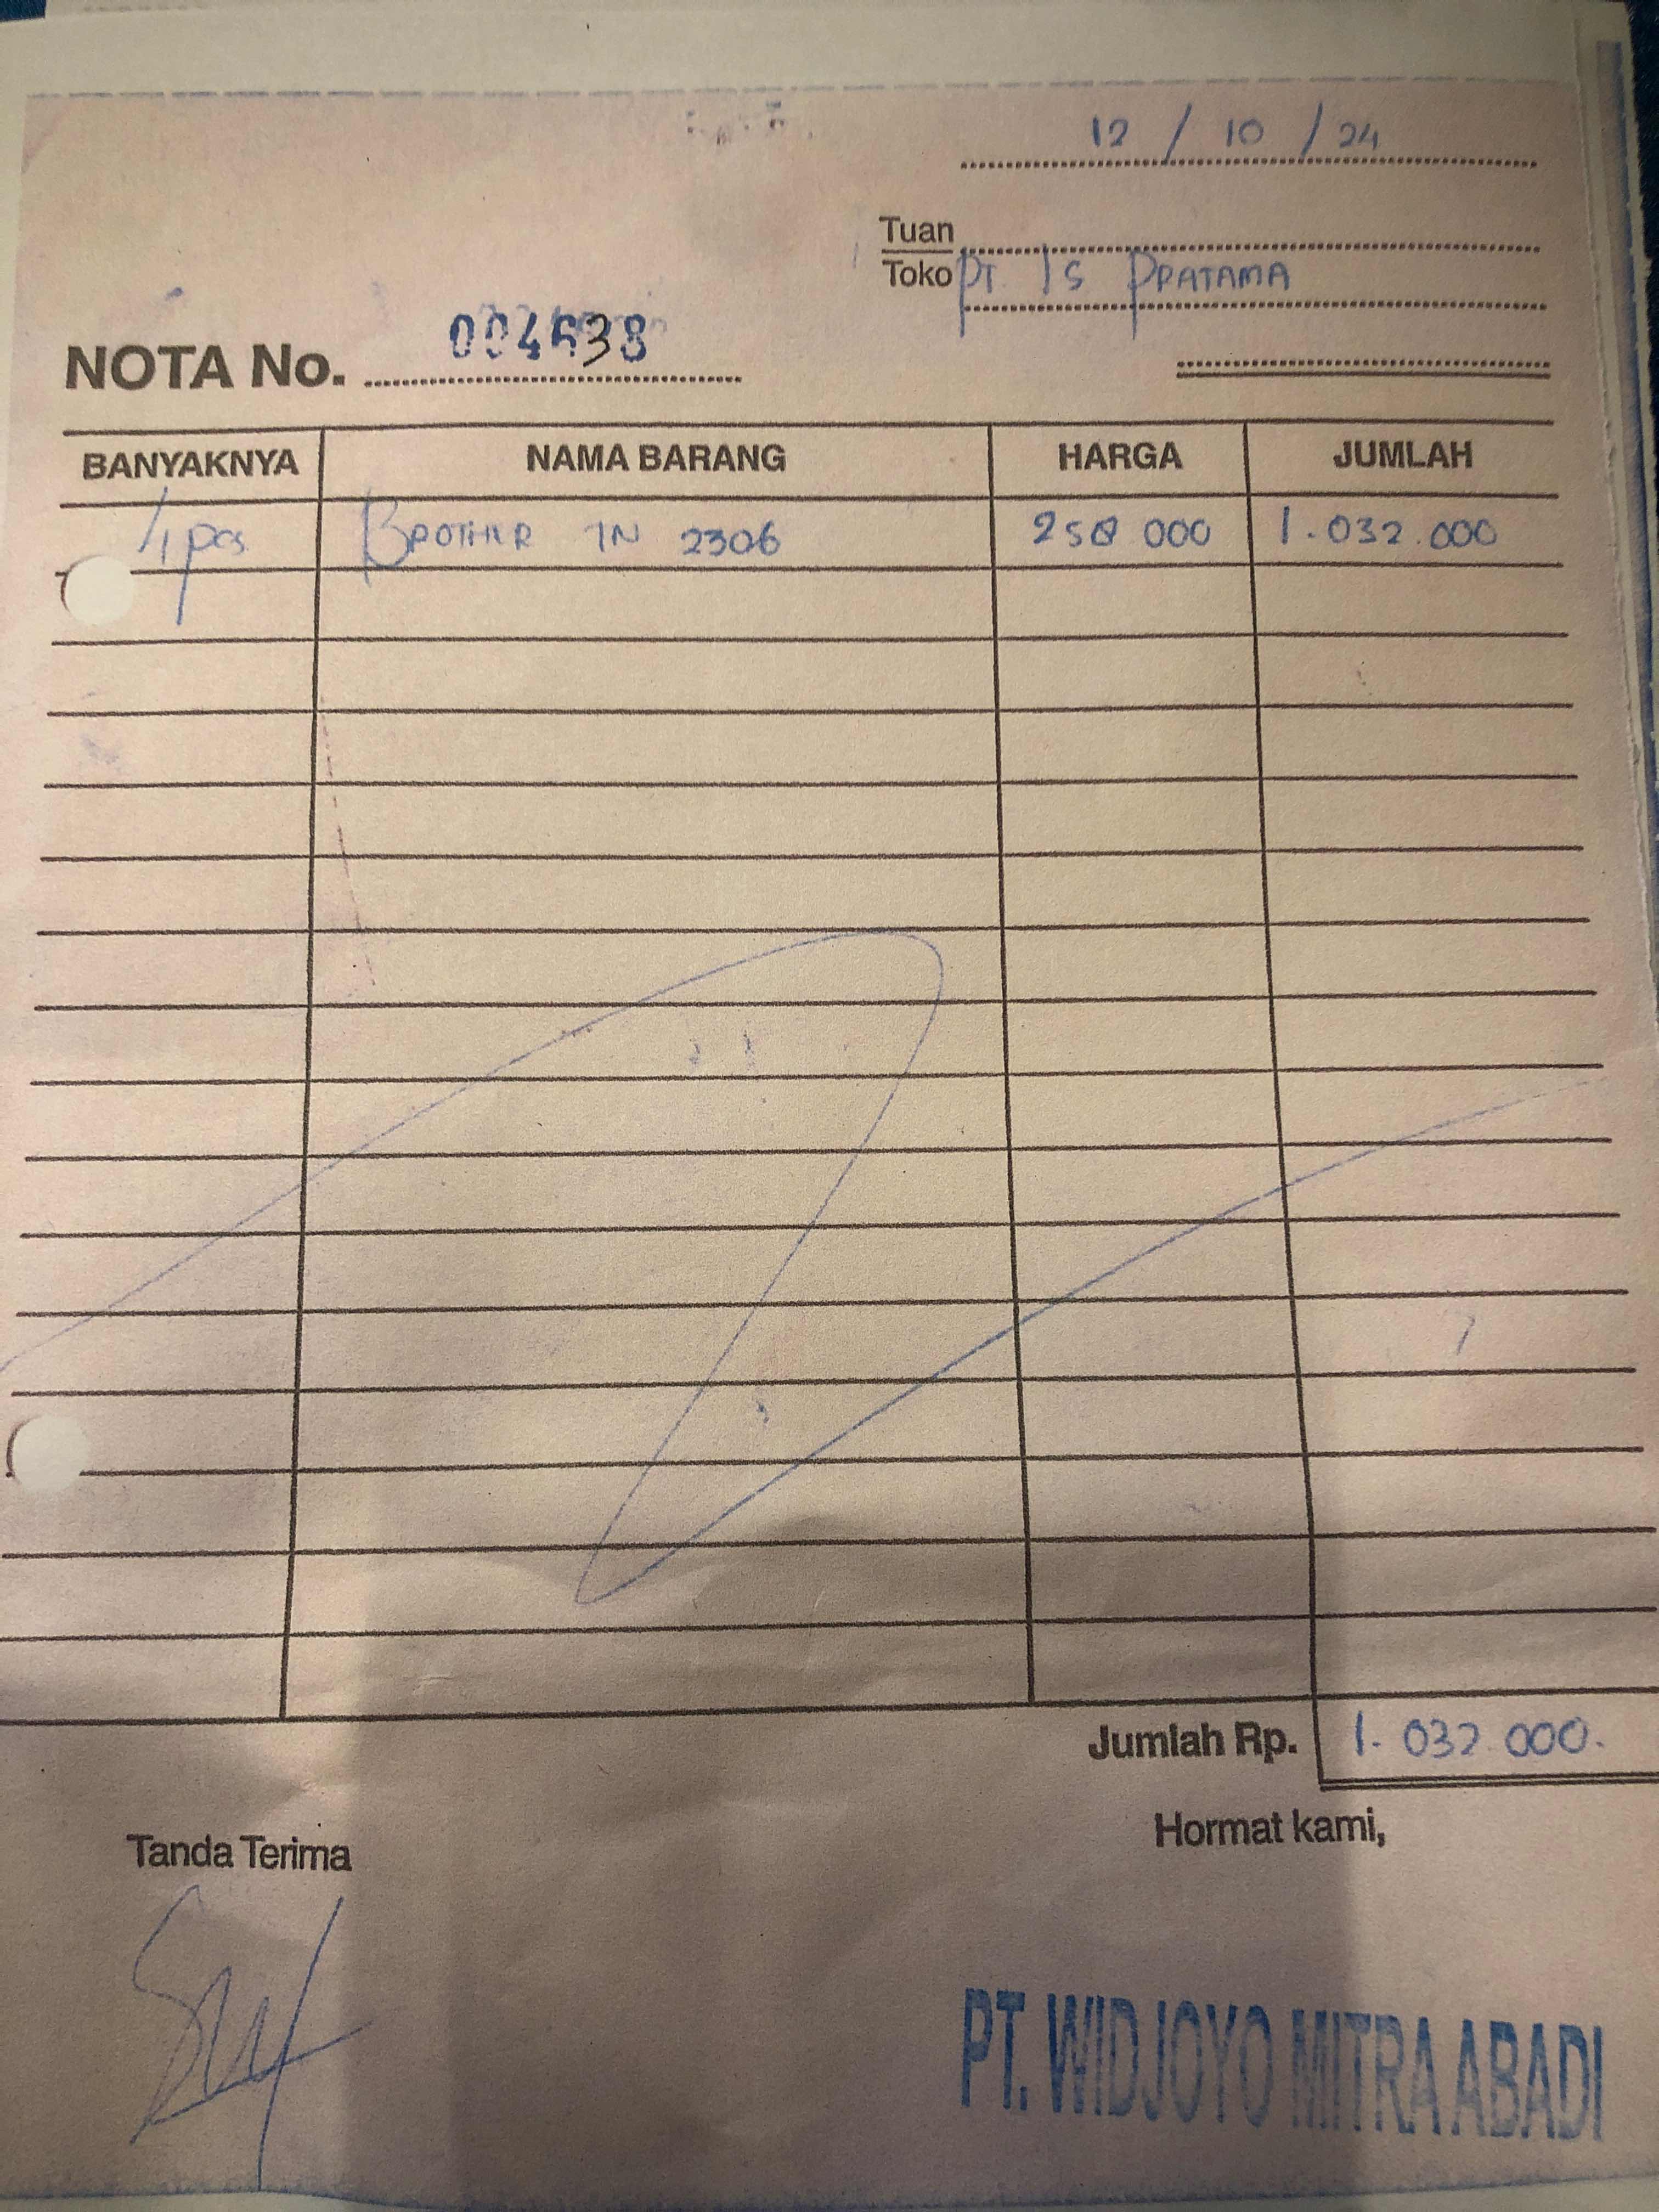 12 / 10 / 24
Tuan
Toko PT IS PRATAMA
NOTA No. 004638
BANYAKNYA NAMA BARANG HARGA JUMLAH
4 pcs BROTHER TN 2306 258 000 1.032.000
Jumlah Rp. 1. 032 000.
Tanda Terima Hormat kami,
PT. WIDJOYO MITRA ABADI